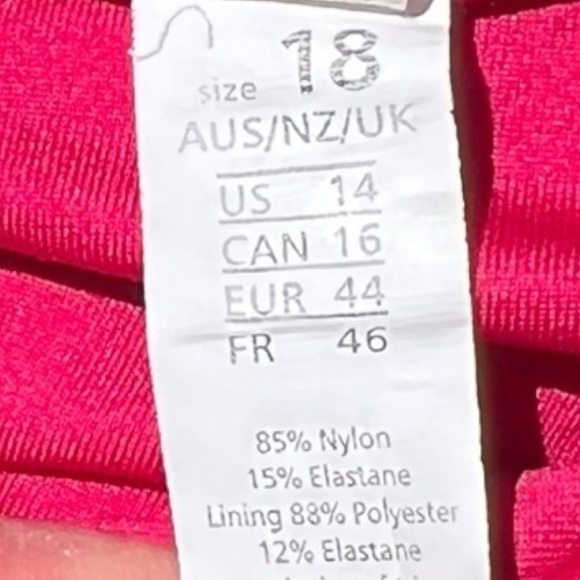 size 18
AUS/NZ/UK
US 14
CAN 16
EUR 44
FR 46
85% Nylon
15% Elastane
Lining 88% Polyester
12% Elastane